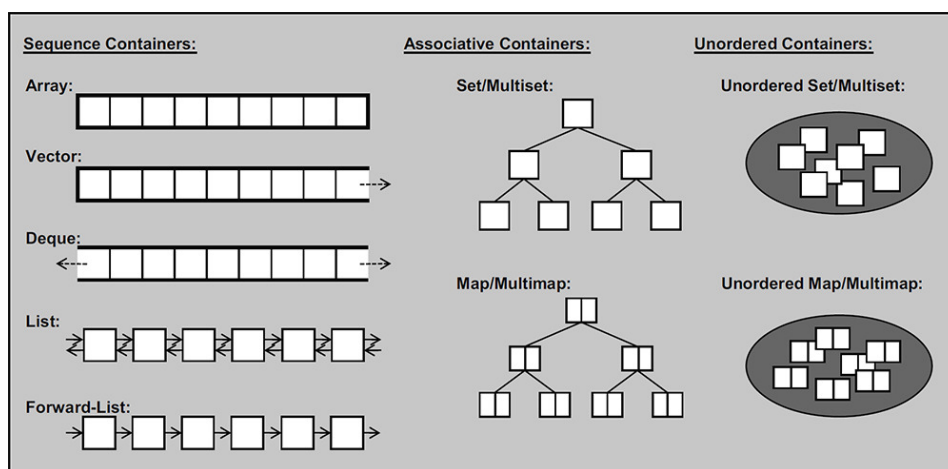 Sequence Containers:
Array:
Vector:
Deque:
List:
Forward-List:
Associative Containers:
Set/Multiset:
Map/Multimap:
Unordered Containers:
Unordered Set/Multiset:
Unordered Map/Multimap: